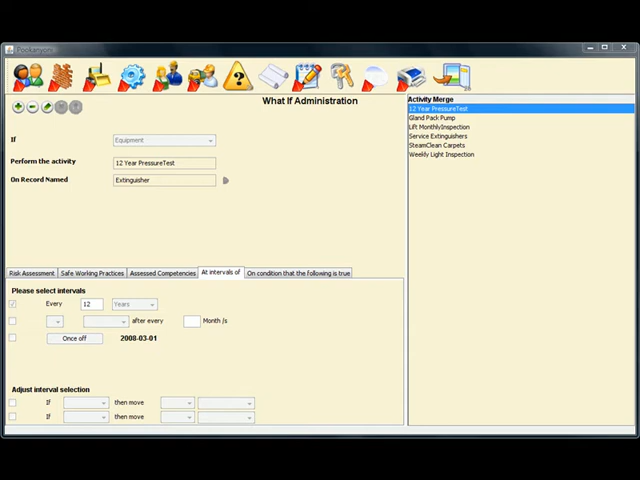 Pookanyon
What If Administration
Activity Merge
12 Year PressureTest
Gland Pack Pump
Lift MonthlyInspection
Service Extinguishers
SteamClean Carpets
Weekly Light Inspection
If
Equipment
Perform the activity
12 Year PressureTest
On Record Named
Extinguisher
Risk Assessment
Safe Working Practices
Assessed Competencies
At intervals of
On condition that the following is true
Please select intervals
Every 12 Years
after every Month /s
Once off 2008-03-01
Adjust interval selection
If then move
If then move